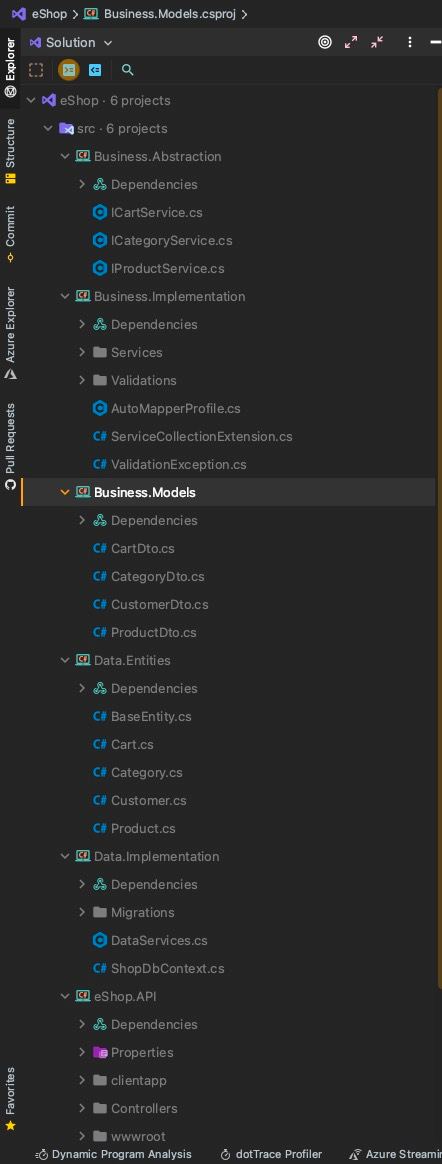 eShop > Business.Models.csproj >
Solution
eShop · 6 projects
src · 6 projects
Business.Abstraction
Dependencies
ICartService.cs
ICategoryService.cs
IProductService.cs
Business.Implementation
Dependencies
Services
Validations
AutoMapperProfile.cs
C# ServiceCollectionExtension.cs
C# ValidationException.cs
Business.Models
Dependencies
C# CartDto.cs
C# CategoryDto.cs
C# CustomerDto.cs
C# ProductDto.cs
Data.Entities
Dependencies
C# BaseEntity.cs
C# Cart.cs
C# Category.cs
C# Customer.cs
C# Product.cs
Data.Implementation
Dependencies
Migrations
DataServices.cs
C# ShopDbContext.cs
eShop.API
Dependencies
Properties
clientapp
Controllers
wwwroot
Explorer
Structure
Commit
Azure Explorer
Pull Requests
Favorites
Dynamic Program Analysis
dotTrace Profiler
Azure Streami